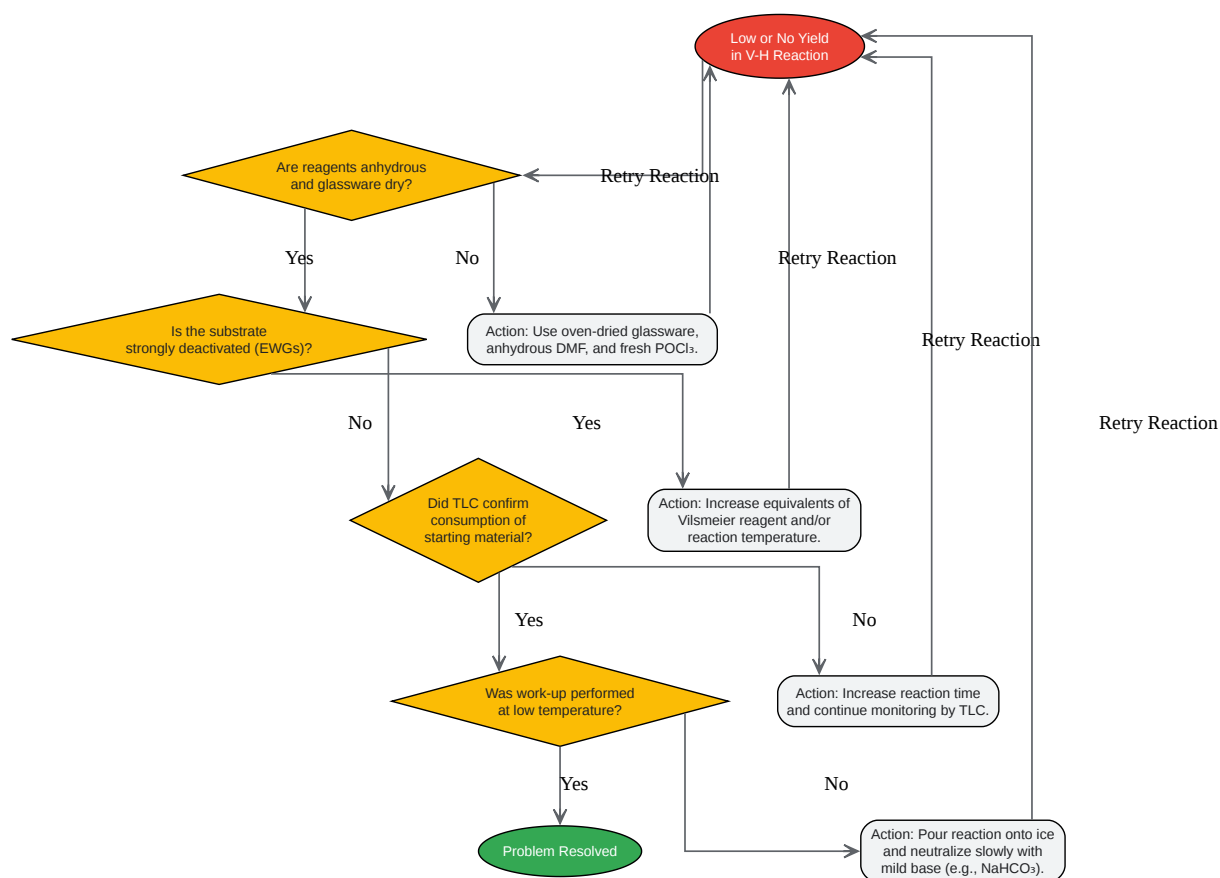 Low or No Yield
in V-H Reaction
Are reagents anhydrous
and glassware dry?
Retry Reaction
Yes
No
Retry Reaction
Is the substrate
strongly deactivated (EWGs)?
Action: Use oven-dried glassware,
anhydrous DMF, and fresh POCl₃.
Retry Reaction
No
Yes
Retry Reaction
Did TLC confirm
consumption of
starting material?
Action: Increase equivalents of
Vilsmeier reagent and/or
reaction temperature.
Yes
No
Was work-up performed
at low temperature?
Action: Increase reaction time
and continue monitoring by TLC.
Yes
No
Problem Resolved
Action: Pour reaction onto ice
and neutralize slowly with
mild base (e.g., NaHCO₃).